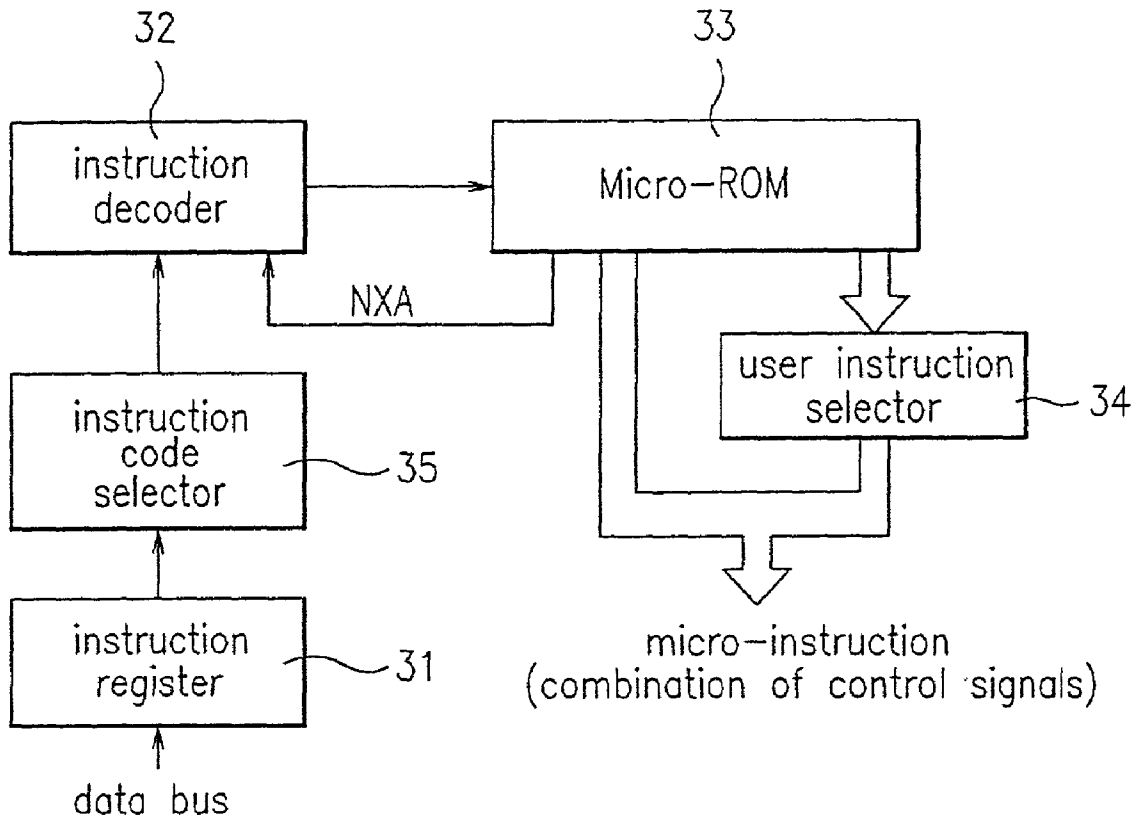 32
33
instruction
decoder
Micro-ROM
NXA
user instruction
selector
34
instruction
code
selector
35
instruction
register
31
micro-instruction
(combination of control signals)
data bus